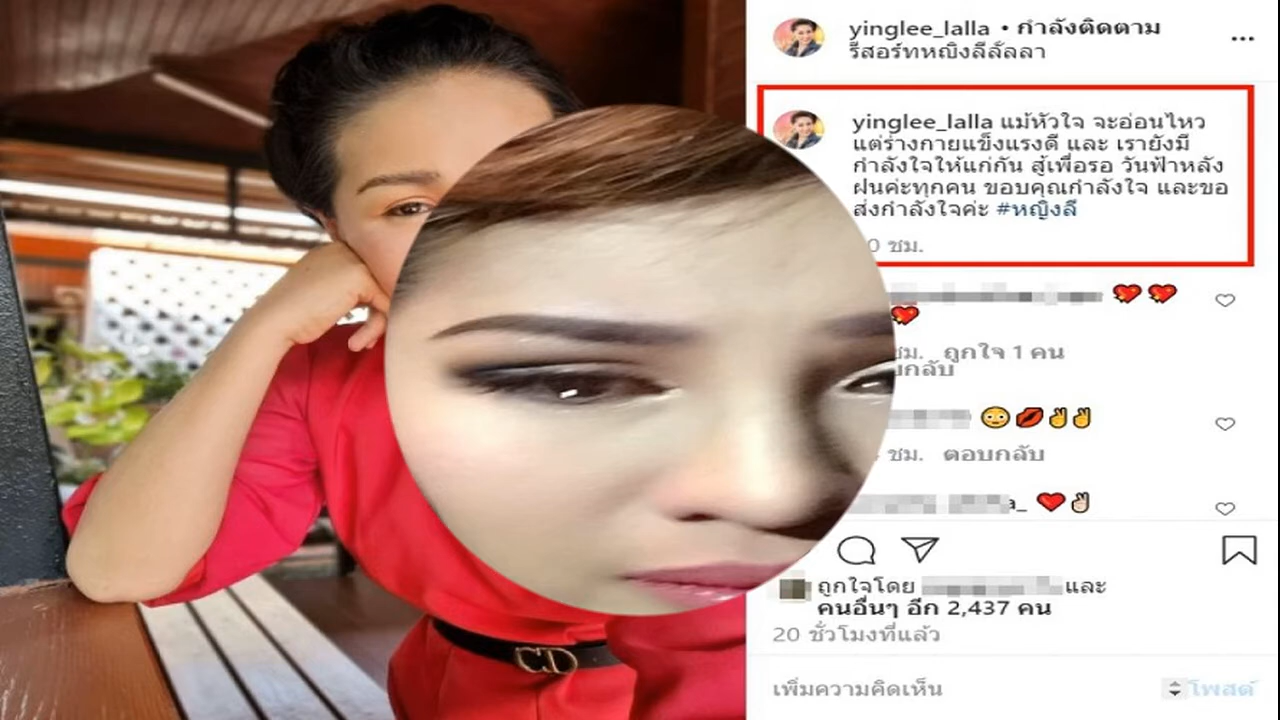 yinglee_lalla • กำลังติดตาม
รีสอร์ทหญิงลีลัลลา
yinglee_lalla แม้หัวใจ จะอ่อนไหว
แต่ร่างกายแข็งแรงดี และ เรายังมี
กำลังใจให้แก่กัน สู้เพื่อรอ วันฟ้าหลัง
ฝนค่ะทุกคน ขอบคุณกำลังใจ และขอ
ส่งกำลังใจค่ะ #หญิงลี
0 ชม.
ชม. ถูกใจ 1 คน
ชม. ตอบกลับ
ถูกใจโดย และ
คนอื่นๆ อีก 2,437 คน
20 ชั่วโมงที่แล้ว
เพิ่มความคิดเห็น
โพสต์
CD